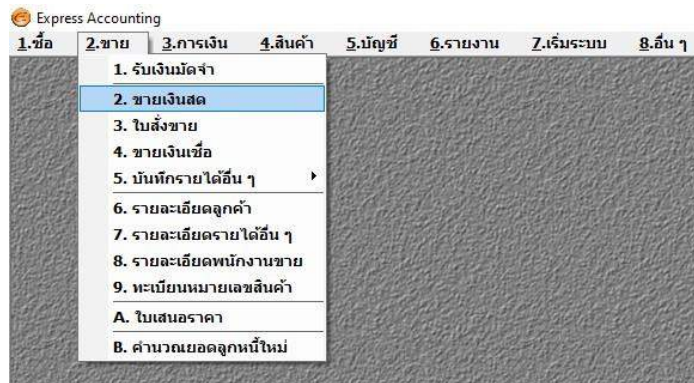 Express Accounting
1.ซื้อ 2.ขาย 3.การเงิน 4.สินค้า 5.บัญชี 6.รายงาน 7.เริ่มระบบ 8.อื่น ๆ
1. รับเงินมัดจำ
2. ขายเงินสด
3. ใบสั่งขาย
4. ขายเงินเชื่อ
5. บันทึกรายได้อื่น ๆ
6. รายละเอียดลูกค้า
7. รายละเอียดรายได้อื่น ๆ
8. รายละเอียดพนักงานขาย
9. ทะเบียนหมายเลขสินค้า
A. ใบเสนอราคา
B. คำนวณยอดลูกหนี้ใหม่